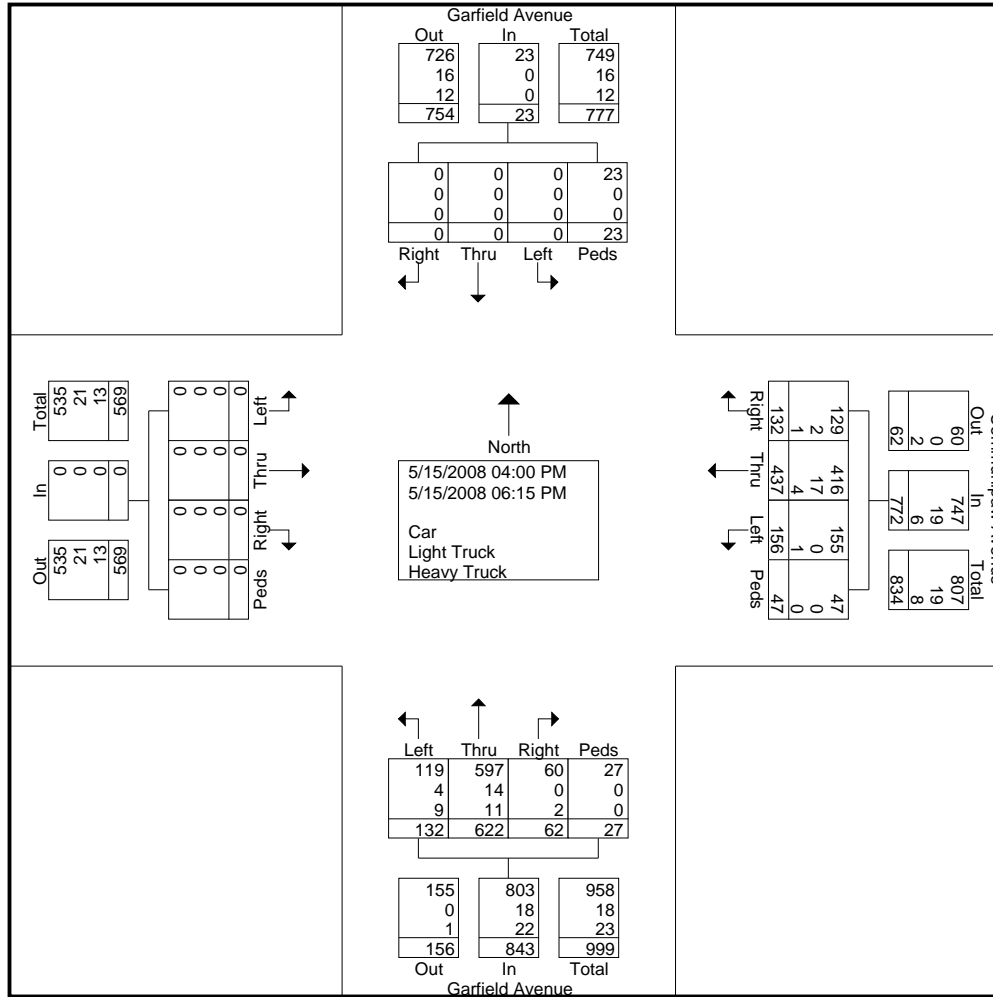 Garfield Avenue
Out In Total
726 23 749
16 0 16
12 0 12
754 23 777
0 0 0 23
0 0 0 0
0 0 0 0
0 0 0 23
Right Thru Left Peds
Total
535
21
13
569
In
0
0
0
0
Out
535
21
13
569
Left
0
0
0
0
Thru
0
0
0
0
Right
0
0
0
0
Peds
0
0
0
0
North
5/15/2008 04:00 PM
5/15/2008 06:15 PM
Car
Light Truck
Heavy Truck
Right
129
2
1
132
Thru
416
17
4
437
Left
155
0
1
156
Peds
47
0
0
47
Out
60
0
2
62
In
747
19
6
772
Total
807
19
8
834
Left Thru Right Peds
119 597 60 27
4 14 0 0
9 11 2 0
132 622 62 27
155 803 958
0 18 18
1 22 23
156 843 999
Out In Total
Garfield Avenue